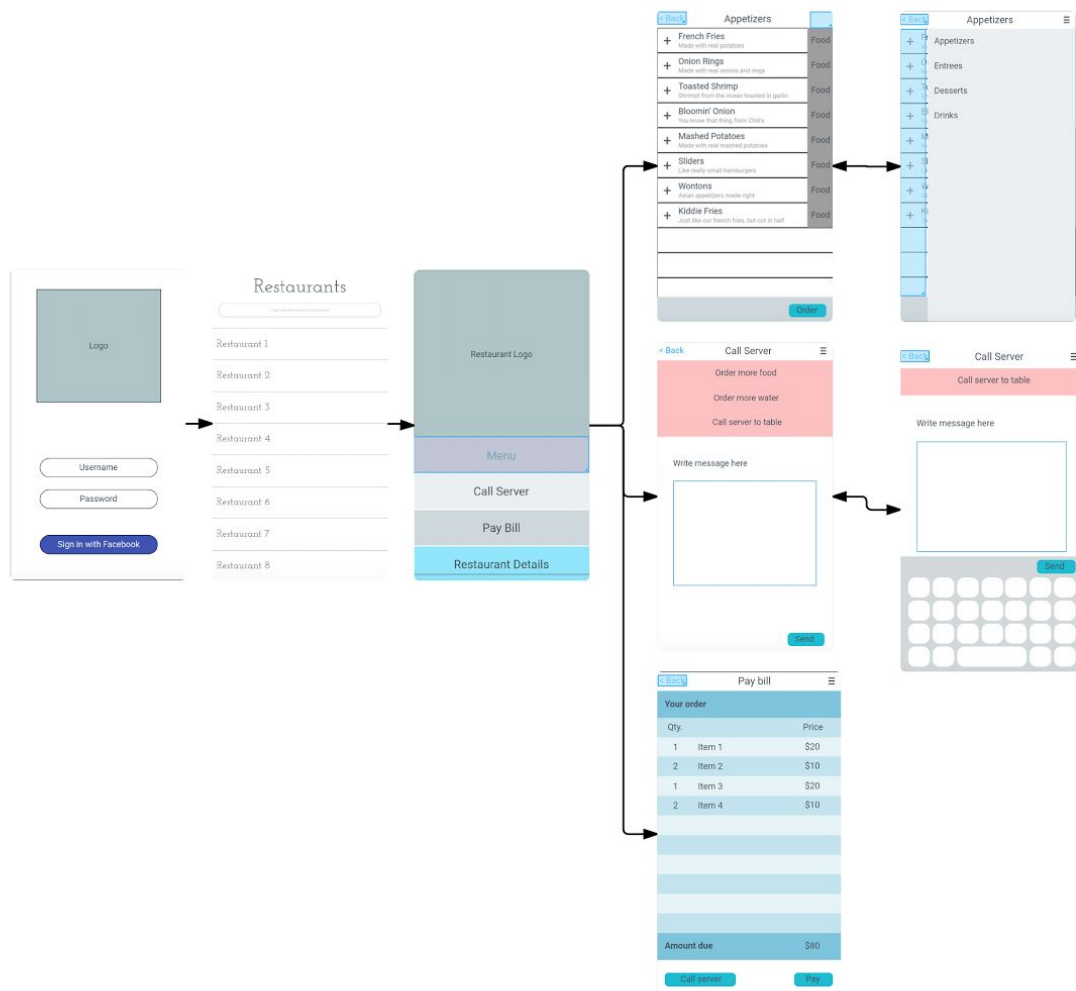 Logo
Username
Password
Sign in with Facebook
Restaurants
Restaurant 1
Restaurant 2
Restaurant 3
Restaurant 4
Restaurant 5
Restaurant 6
Restaurant 7
Restaurant 8
Restaurant Logo
Menu
Call Server
Pay Bill
Restaurant Details
< Back Appetizers
+ French Fries Food
Made with real potatoes
+ Onion Rings Food
Made with real onions and rings
+ Toasted Shrimp Food
Shrimpt from the ocean toasted in garlic
+ Bloomin' Onion Food
You know that thing from Chili's
+ Mashed Potatoes Food
Made with real mashed potatoes
+ Sliders Food
Like really small hamburgers
+ Wontons Food
Asian appetizers made right
+ Kiddie Fries Food
Just like our french fries, but cut in half
Order
< Back Appetizers
Appetizers
Entrees
Desserts
Drinks
< Back Call Server
Order more food
Order more water
Call server to table
Write message here
Send
< Back Call Server
Call server to table
Write message here
Send
< Back Pay bill
Your order
Qty. Price
1 Item 1 $20
2 Item 2 $10
1 Item 3 $20
2 Item 4 $10
Amount due $80
Call server Pay